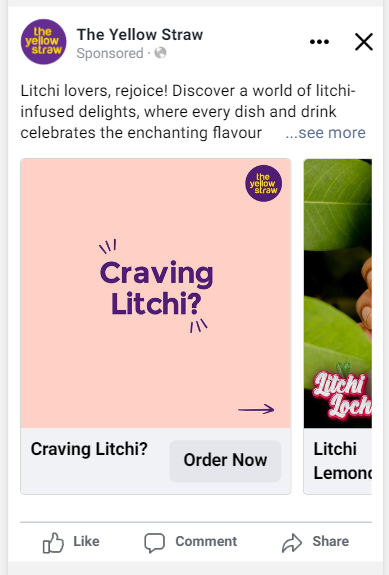 the
yellow
straw
The Yellow Straw
Sponsored ·
Litchi lovers, rejoice! Discover a world of litchi-
infused delights, where every dish and drink
celebrates the enchanting flavour ...see more
the
yellow
straw
Craving
Litchi?
Litchi
Loch
Craving Litchi?
Order Now
Litchi
Lemon
Like
Comment
Share